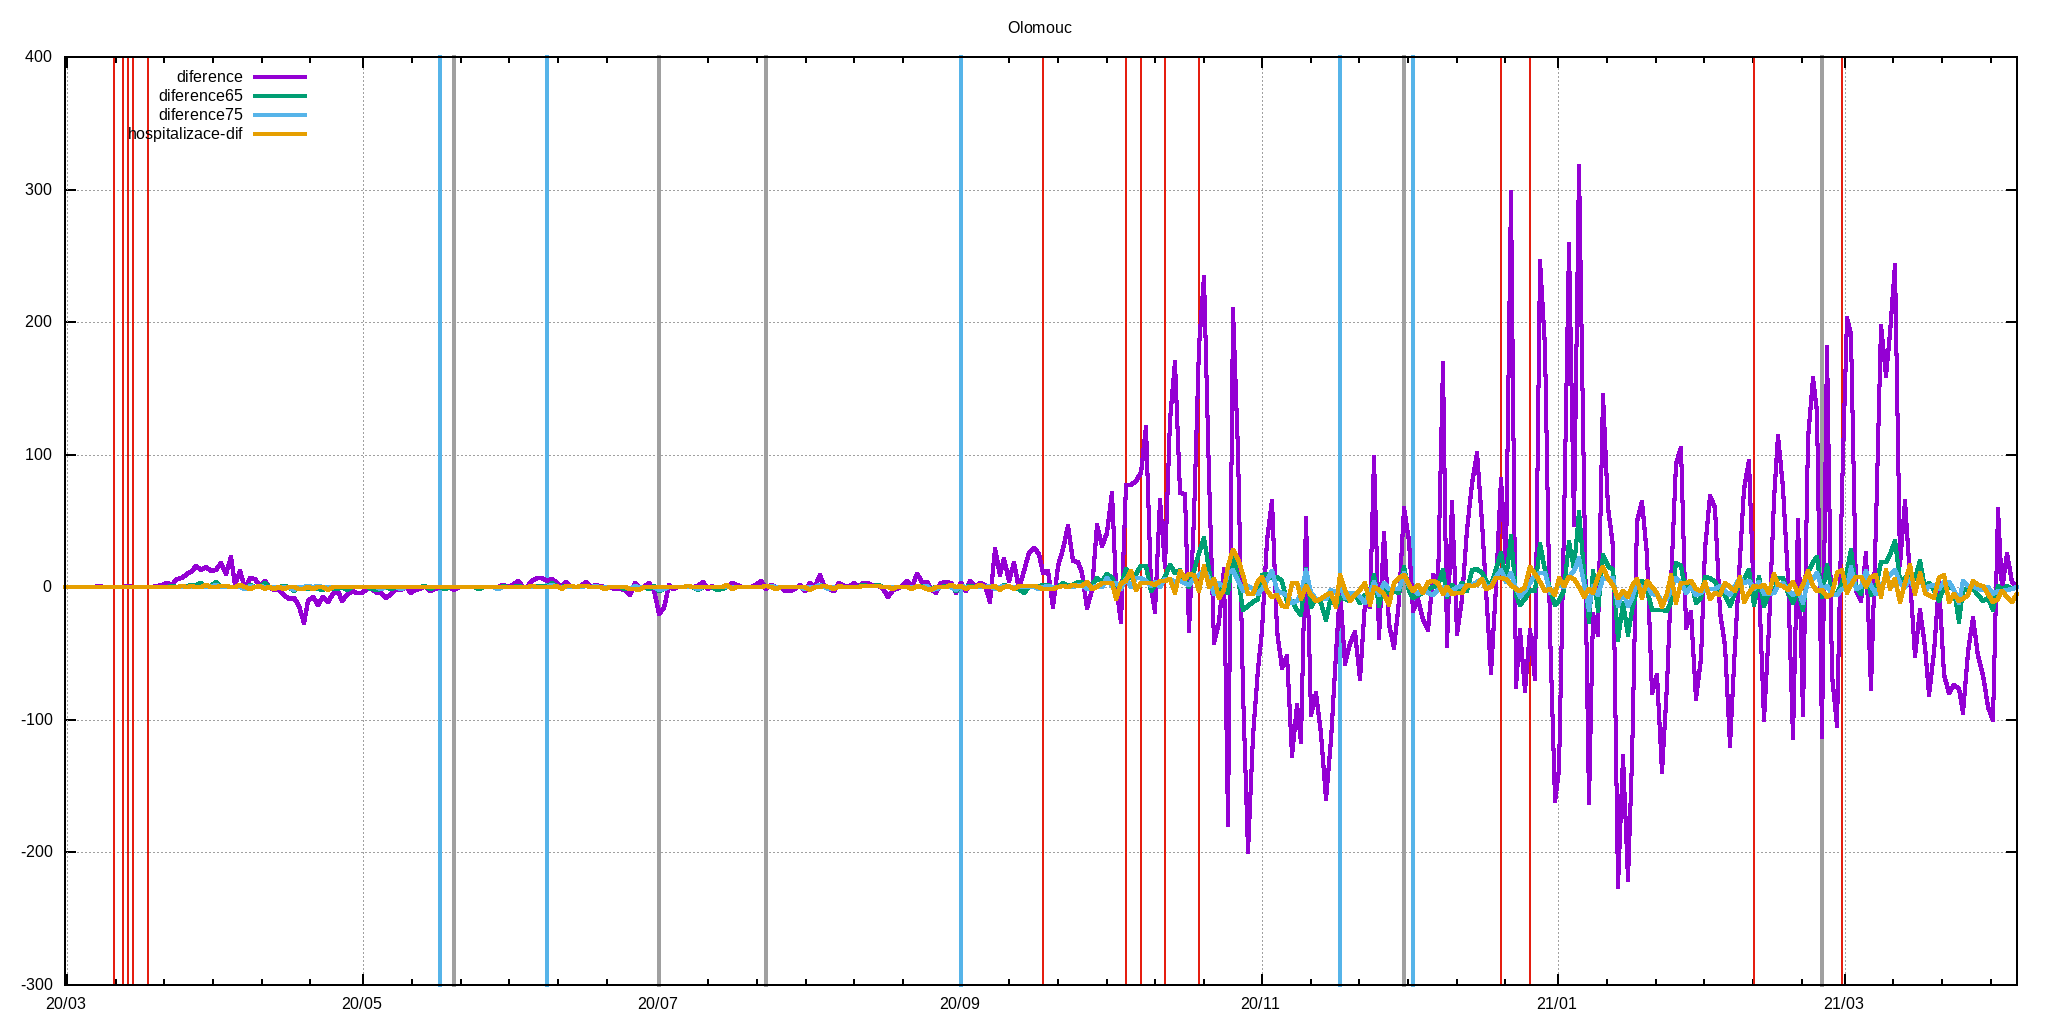 Olomouc
400
300
200
100
0
-100
-200
-300
diference
diference65
diference75
hospitalizace-dif
20/03 20/05 20/07 20/09 20/11 21/01 21/03